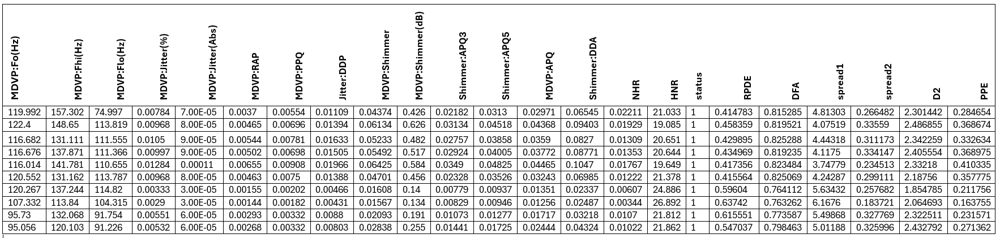 MDVP:Fo(Hz) MDVP:Fhi(Hz) MDVP:Flo(Hz) MDVP:Jitter(%) MDVP:Jitter(Abs) MDVP:RAP MDVP:PPQ Jitter:DDP MDVP:Shimmer MDVP:Shimmer(dB) Shimmer:APQ3 Shimmer:APQ5 MDVP:APQ Shimmer:DDA NHR HNR status RPDE DFA spread1 spread2 D2 PPE
119.992 157.302 74.997 0.00784 7.00E-05 0.0037 0.00554 0.01109 0.04374 0.426 0.02182 0.0313 0.02971 0.06545 0.02211 21.033 1 0.414783 0.815285 4.81303 0.266482 2.301442 0.284654
122.4 148.65 113.819 0.00968 8.00E-05 0.00465 0.00696 0.01394 0.06134 0.626 0.03134 0.04518 0.04368 0.09403 0.01929 19.085 1 0.458359 0.819521 4.07519 0.33559 2.486855 0.368674
116.682 131.111 111.555 0.0105 9.00E-05 0.00544 0.00781 0.01633 0.05233 0.482 0.02757 0.03858 0.0359 0.0827 0.01309 20.651 1 0.429895 0.825288 4.44318 0.311173 2.342259 0.332634
116.676 137.871 111.366 0.00997 9.00E-05 0.00502 0.00698 0.01505 0.05492 0.517 0.02924 0.04005 0.03772 0.08771 0.01353 20.644 1 0.434969 0.819235 4.1175 0.334147 2.405554 0.368975
116.014 141.781 110.655 0.01284 0.00011 0.00655 0.00908 0.01966 0.06425 0.584 0.0349 0.04825 0.04465 0.1047 0.01767 19.649 1 0.417356 0.823484 3.74779 0.234513 2.33218 0.410335
120.552 131.162 113.787 0.00968 8.00E-05 0.00463 0.0075 0.01388 0.04701 0.456 0.02328 0.03526 0.03243 0.06985 0.01222 21.378 1 0.415564 0.825069 4.24287 0.299111 2.18756 0.357775
120.267 137.244 114.82 0.00333 3.00E-05 0.00155 0.00202 0.00466 0.01608 0.14 0.00779 0.00937 0.01351 0.02337 0.00607 24.886 1 0.59604 0.764112 5.63432 0.257682 1.854785 0.211756
107.332 113.84 104.315 0.0029 3.00E-05 0.00144 0.00182 0.00431 0.01567 0.134 0.00829 0.00946 0.01256 0.02487 0.00344 26.892 1 0.63742 0.763262 6.1676 0.183721 2.064693 0.163755
95.73 132.068 91.754 0.00551 6.00E-05 0.00293 0.00332 0.0088 0.02093 0.191 0.01073 0.01277 0.01717 0.03218 0.0107 21.812 1 0.615551 0.773587 5.49868 0.327769 2.322511 0.231571
95.056 120.103 91.226 0.00532 6.00E-05 0.00268 0.00332 0.00803 0.02838 0.255 0.01441 0.01725 0.02444 0.04324 0.01022 21.862 1 0.547037 0.798463 5.01188 0.325996 2.432792 0.271362